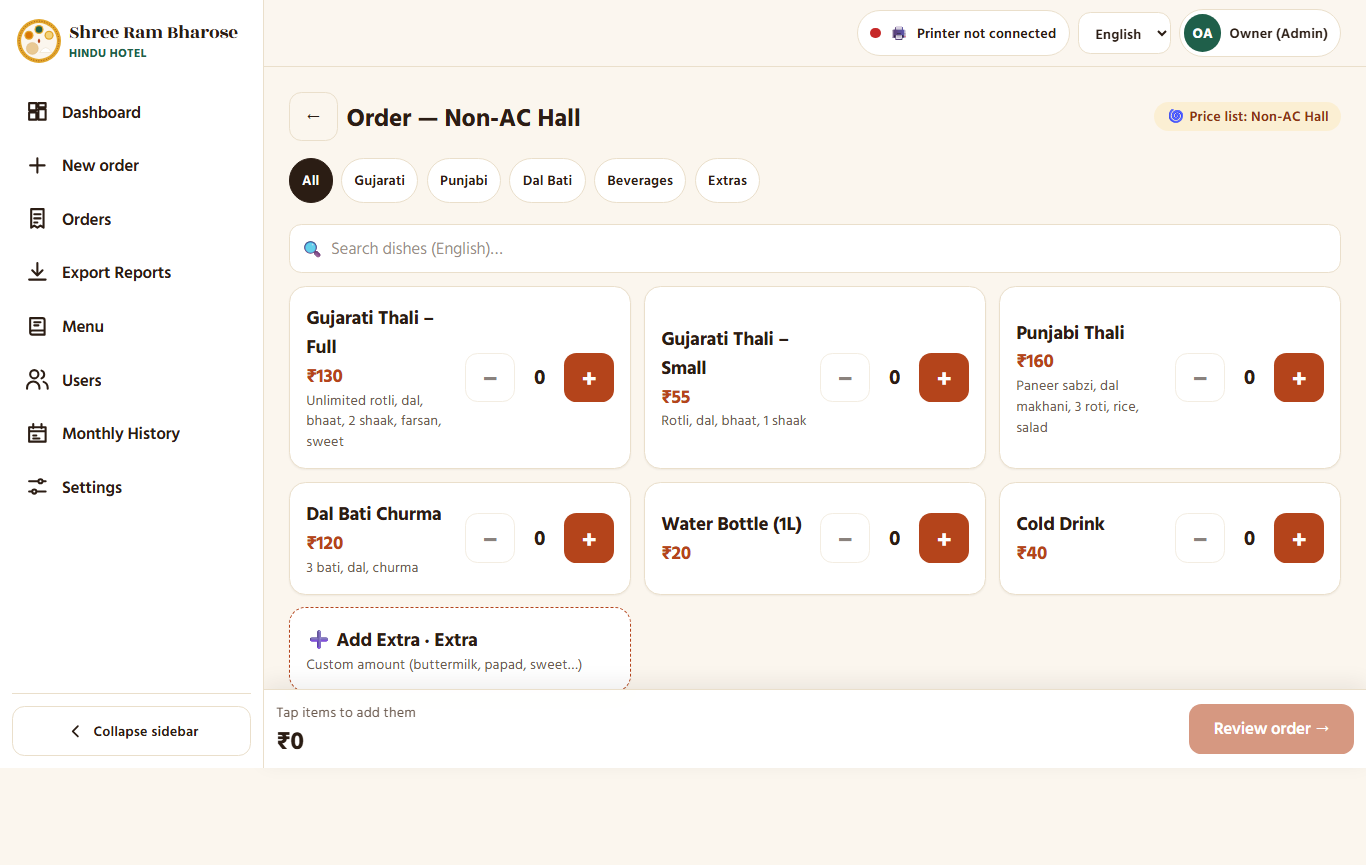 Shree Ram Bharose
HINDU HOTEL
Dashboard
New order
Orders
Export Reports
Menu
Users
Monthly History
Settings
Collapse sidebar
Printer not connected
English
OA
Owner (Admin)
← Order — Non-AC Hall
Price list: Non-AC Hall
All
Gujarati
Punjabi
Dal Bati
Beverages
Extras
Search dishes (English)...
Gujarati Thali –
Full
₹130
Unlimited rotli, dal,
bhaat, 2 shaak, farsan,
sweet
− 0 +
Gujarati Thali –
Small
₹55
Rotli, dal, bhaat, 1 shaak
− 0 +
Punjabi Thali
₹160
Paneer sabzi, dal
makhani, 3 roti, rice,
salad
− 0 +
Dal Bati Churma
₹120
3 bati, dal, churma
− 0 +
Water Bottle (1L)
₹20
− 0 +
Cold Drink
₹40
− 0 +
Add Extra · Extra
Custom amount (buttermilk, papad, sweet...)
Tap items to add them
₹0
Review order →